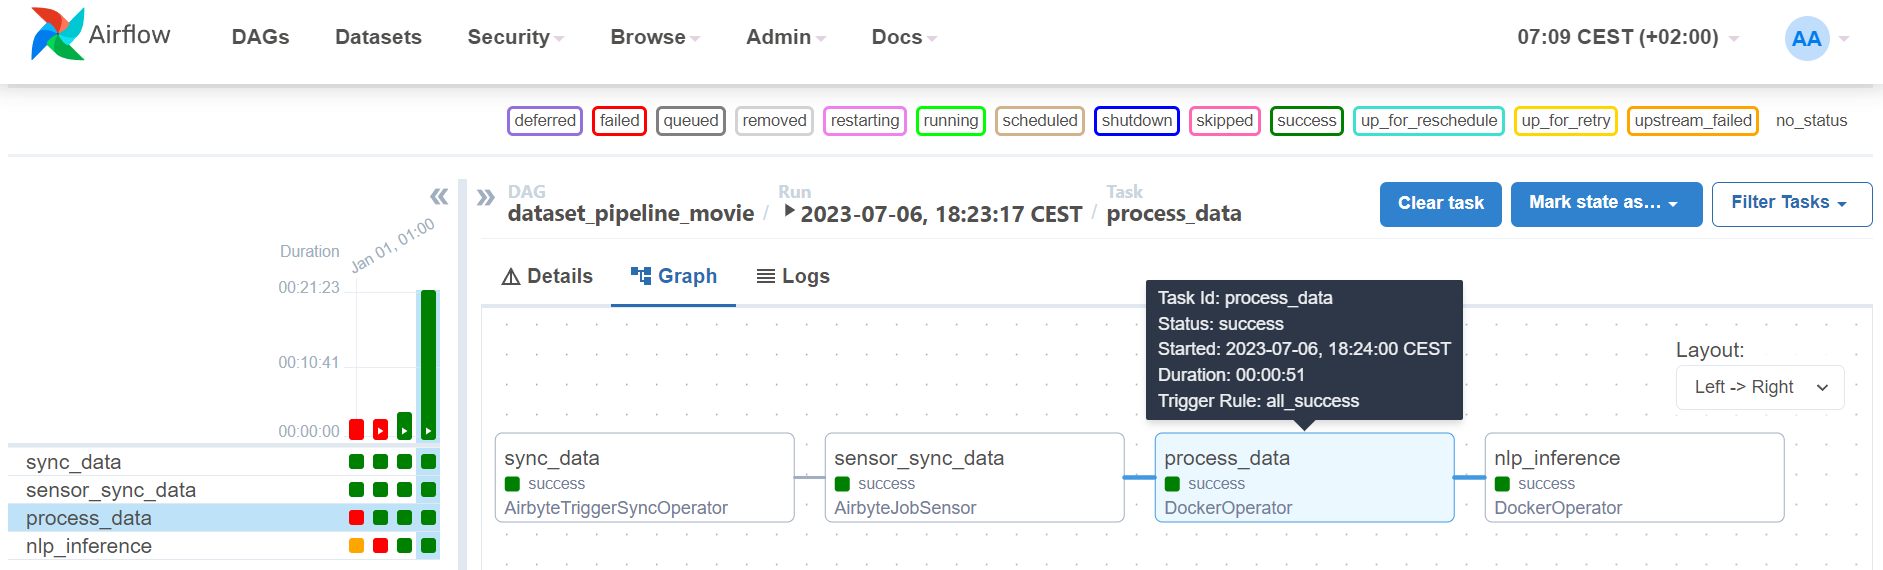 Airflow
DAGs Datasets Security Browse Admin Docs 07:09 CEST (+02:00) AA
deferred failed queued removed restarting running scheduled shutdown skipped success up_for_reschedule up_for_retry upstream_failed no_status
DAG
dataset_pipeline_movie /
Run
2023-07-06, 18:23:17 CEST /
Task
process_data
Clear task Mark state as... Filter Tasks
Duration
Jan 01, 01:00
00:21:23
00:10:41
00:00:00
sync_data
sensor_sync_data
process_data
nlp_inference
Details Graph Logs
Task Id: process_data
Status: success
Started: 2023-07-06, 18:24:00 CEST
Duration: 00:00:51
Trigger Rule: all_success
Layout:
Left -> Right
sync_data
success
AirbyteTriggerSyncOperator
sensor_sync_data
success
AirbyteJobSensor
process_data
success
DockerOperator
nlp_inference
success
DockerOperator